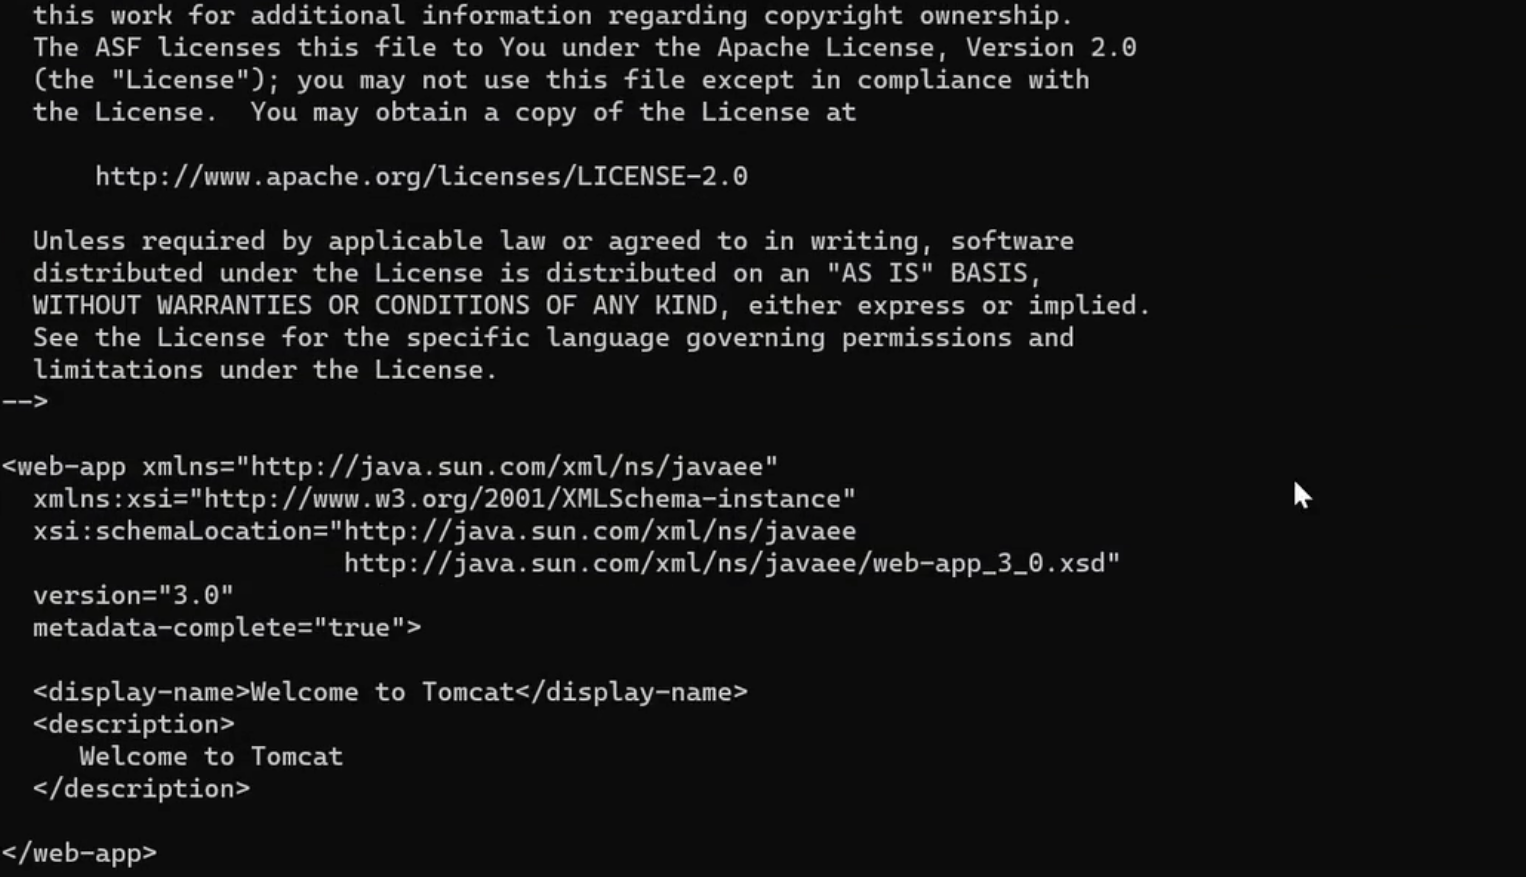 this work for additional information regarding copyright ownership.
The ASF licenses this file to You under the Apache License, Version 2.0
(the "License"); you may not use this file except in compliance with
the License.  You may obtain a copy of the License at
http://www.apache.org/licenses/LICENSE-2.0
Unless required by applicable law or agreed to in writing, software
distributed under the License is distributed on an "AS IS" BASIS,
WITHOUT WARRANTIES OR CONDITIONS OF ANY KIND, either express or implied.
See the License for the specific language governing permissions and
limitations under the License.
-->
<web-app xmlns="http://java.sun.com/xml/ns/javaee"
xmlns:xsi="http://www.w3.org/2001/XMLSchema-instance"
xsi:schemaLocation="http://java.sun.com/xml/ns/javaee
http://java.sun.com/xml/ns/javaee/web-app_3_0.xsd"
version="3.0"
metadata-complete="true">
<display-name>Welcome to Tomcat</display-name>
<description>
Welcome to Tomcat
</description>
</web-app>